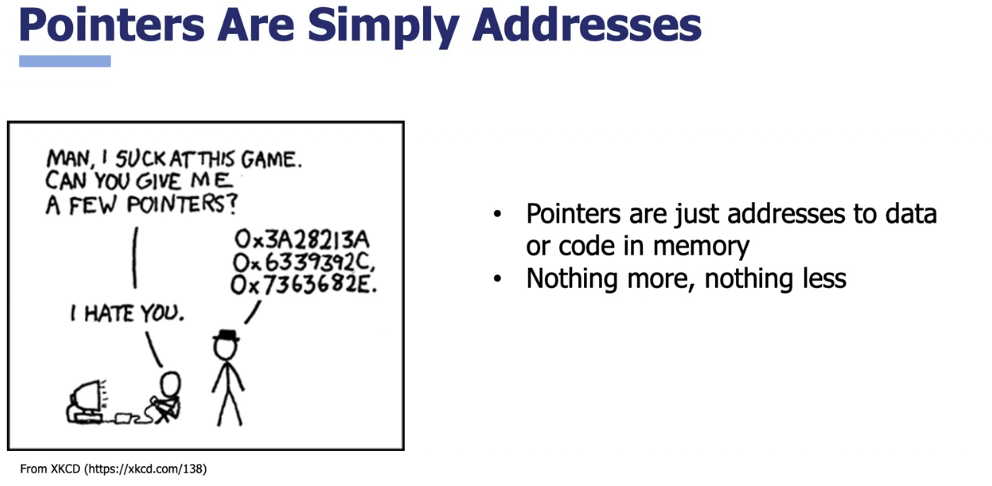 Pointers Are Simply Addresses
MAN, I SUCK AT THIS GAME.
CAN YOU GIVE ME
A FEW POINTERS?
0x3A28213A
0x6339392C,
0x7363682E.
I HATE YOU.
• Pointers are just addresses to data
or code in memory
• Nothing more, nothing less
From XKCD (https://xkcd.com/138)